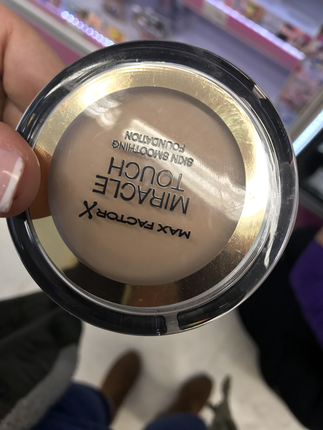 MAX FACTOR X
MIRACLE
TOUCH
SKIN SMOOTHING
FOUNDATION